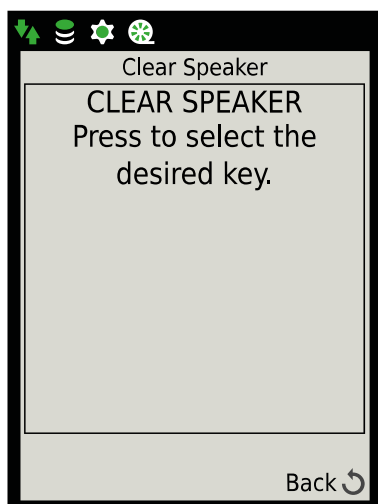 Clear Speaker
CLEAR SPEAKER
Press to select the
desired key.
Back